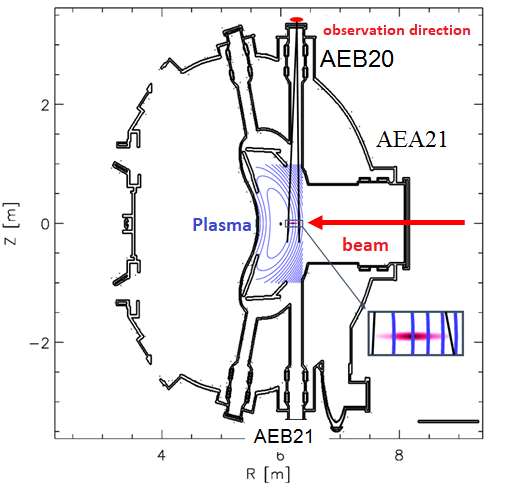 observation direction
AEB20
2
AEA21
Z [m]
0
Plasma
beam
-2
AEB21
4
6
8
R [m]